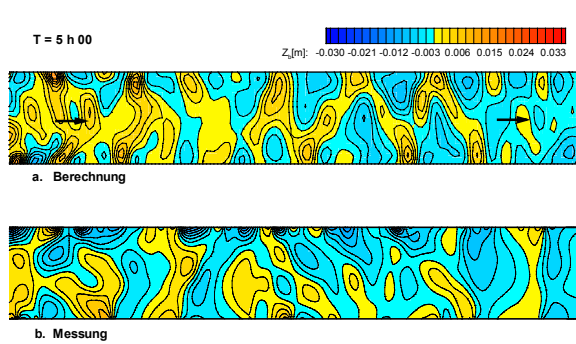 T = 5 h 00
Zb[m]: -0.030 -0.021 -0.012 -0.003 0.006 0.015 0.024 0.033
a. Berechnung
b. Messung